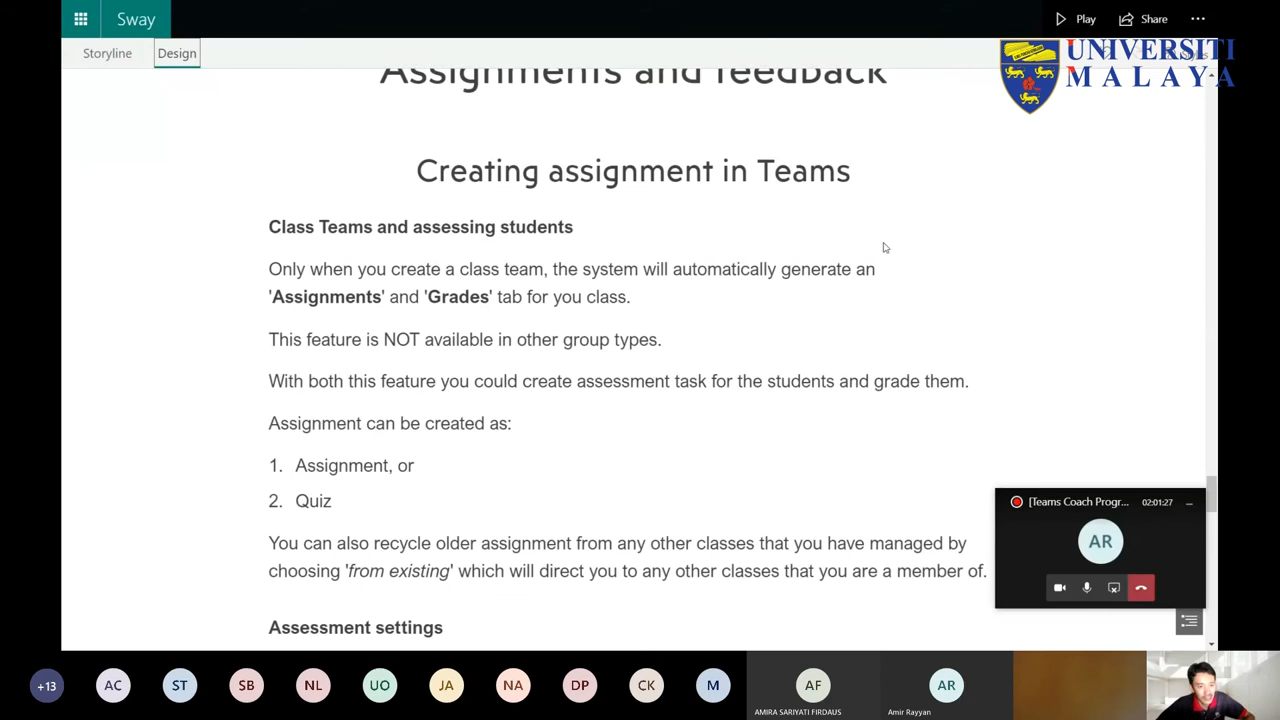 Sway
Play
Share
Storyline
Design
UNIVERSITI
MALAYA
Assignments and feedback
Creating assignment in Teams
Class Teams and assessing students
Only when you create a class team, the system will automatically generate an
'Assignments' and 'Grades' tab for you class.
This feature is NOT available in other group types.
With both this feature you could create assessment task for the students and grade them.
Assignment can be created as:
1. Assignment, or
2. Quiz
You can also recycle older assignment from any other classes that you have managed by
choosing 'from existing' which will direct you to any other classes that you are a member of.
Assessment settings
[Teams Coach Progr...
02:01:27
AR
+13
AC
ST
SB
NL
UO
JA
NA
DP
CK
M
AF
AMIRA SARIYATI FIRDAUS
AR
Amir Rayyan